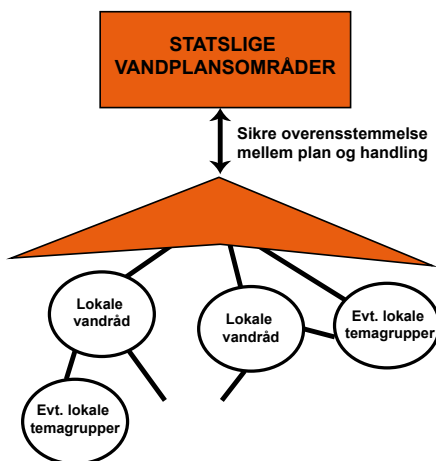 STATSLIGE
VANDPLANSOMRÅDER
Sikre overensstemmelse
mellem plan og handling
Lokale
vandråd
Lokale
vandråd
Evt. lokale
temagrupper
Evt. lokale
temagrupper